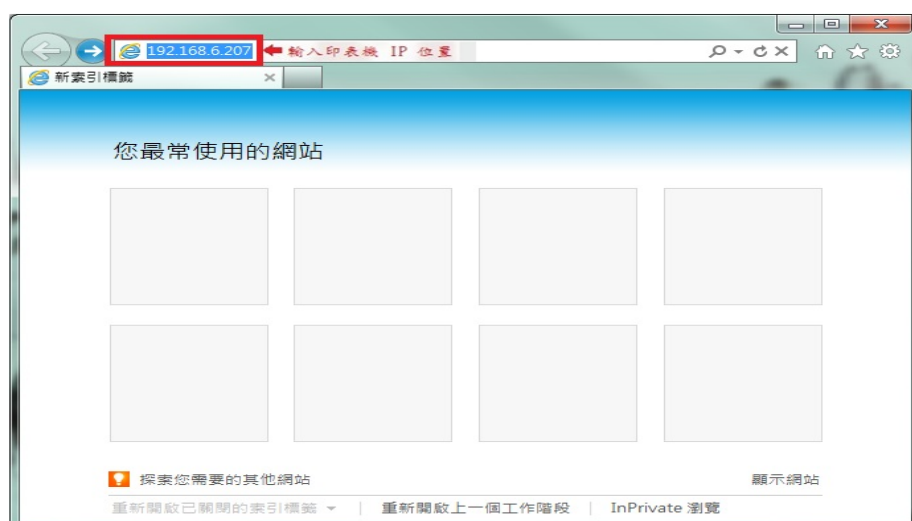 192.168.6.207 輸入印表機 IP 位置
新索引標籤
您最常使用的網站
探索您需要的其他網站 顯示網站
重新開啟已關閉的索引標籤 重新開啟上一個工作階段 InPrivate 瀏覽